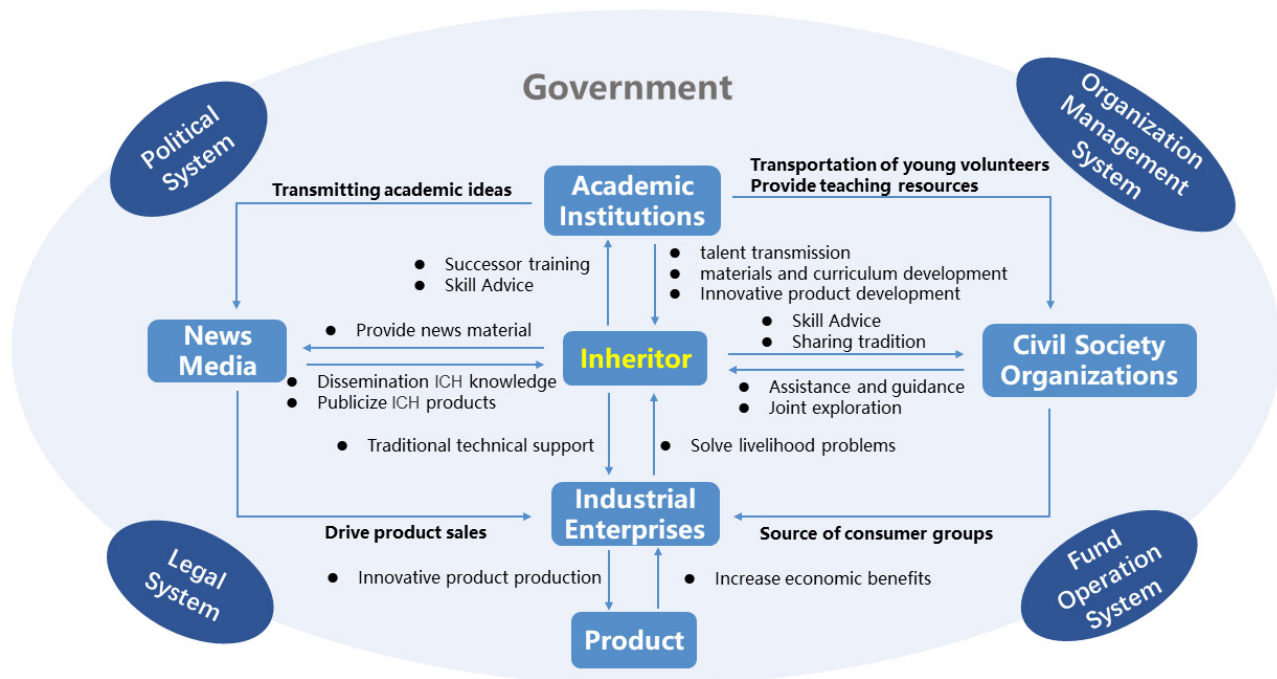 Government
Political
System
Organization
Management
System
Transmitting academic ideas
Academic
Institutions
Transportation of young volunteers
Provide teaching resources
● Successor training
● Skill Advice
● talent transmission
● materials and curriculum development
● Innovative product development
News
Media
● Provide news material
Inheritor
● Skill Advice
● Sharing tradition
Civil Society
Organizations
● Dissemination ICH knowledge
● Publicize ICH products
● Assistance and guidance
● Joint exploration
● Traditional technical support
● Solve livelihood problems
Industrial
Enterprises
Drive product sales
Source of consumer groups
Legal
System
Fund
Operation
System
● Innovative product production
● Increase economic benefits
Product